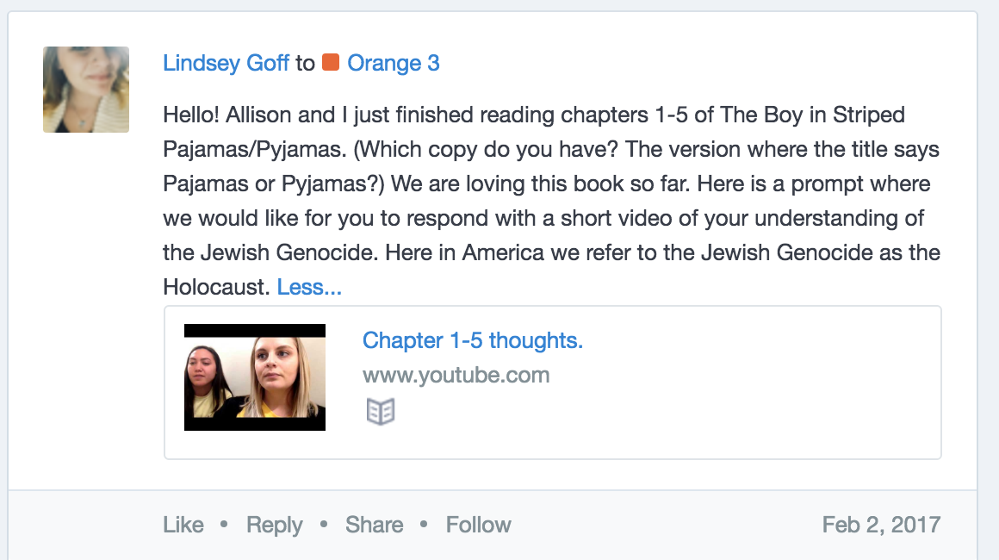 Lindsey Goff to Orange 3
Hello! Allison and I just finished reading chapters 1-5 of The Boy in Striped
Pajamas/Pyjamas. (Which copy do you have? The version where the title says
Pajamas or Pyjamas?) We are loving this book so far. Here is a prompt where
we would like for you to respond with a short video of your understanding of
the Jewish Genocide. Here in America we refer to the Jewish Genocide as the
Holocaust. Less...
Chapter 1-5 thoughts.
www.youtube.com
Like • Reply • Share • Follow Feb 2, 2017